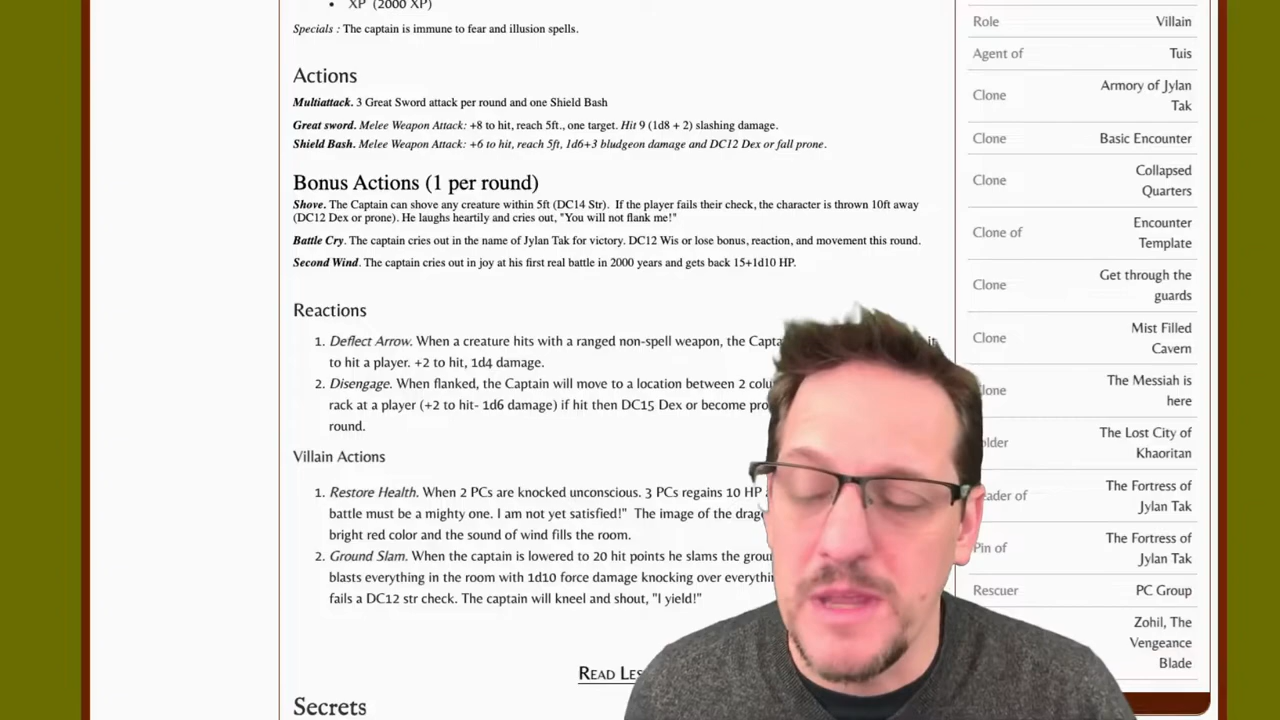 XP (2000 XP)
Specials : The captain is immune to fear and illusion spells.
Actions
Multiattack. 3 Great Sword attack per round and one Shield Bash
Great sword. Melee Weapon Attack: +8 to hit, reach 5ft., one target. Hit 9 (1d8 + 2) slashing damage.
Shield Bash. Melee Weapon Attack: +6 to hit, reach 5ft, 1d6+3 bludgeon damage and DC12 Dex or fall prone.
Bonus Actions (1 per round)
Shove. The Captain can shove any creature within 5ft (DC14 Str). If the player fails their check, the character is thrown 10ft away
(DC12 Dex or prone). He laughs heartily and cries out, "You will not flank me!"
Battle Cry. The captain cries out in the name of Jylan Tak for victory. DC12 Wis or lose bonus, reaction, and movement this round.
Second Wind. The captain cries out in joy at his first real battle in 2000 years and gets back 15+1d10 HP.
Reactions
1. Deflect Arrow. When a creature hits with a ranged non-spell weapon, the Capta
to hit a player. +2 to hit, 1d4 damage.
2. Disengage. When flanked, the Captain will move to a location between 2 colu
rack at a player (+2 to hit- 1d6 damage) if hit then DC15 Dex or become pro
round.
Villain Actions
1. Restore Health. When 2 PCs are knocked unconscious. 3 PCs regains 10 HP
battle must be a mighty one. I am not yet satisfied!" The image of the drag
bright red color and the sound of wind fills the room.
2. Ground Slam. When the captain is lowered to 20 hit points he slams the grou
blasts everything in the room with 1d10 force damage knocking over everythi
fails a DC12 str check. The captain will kneel and shout, "I yield!"
READ LES
Secrets
Role Villain
Agent of Tuis
Clone Armory of Jylan
Tak
Clone Basic Encounter
Clone Collapsed
Quarters
Clone of Encounter
Template
Clone Get through the
guards
Clone Mist Filled
Cavern
lone The Messiah is
here
older The Lost City of
Khaoritan
eader of The Fortress of
Jylan Tak
Pin of The Fortress of
Jylan Tak
Rescuer PC Group
Zohil, The
Vengeance
Blade